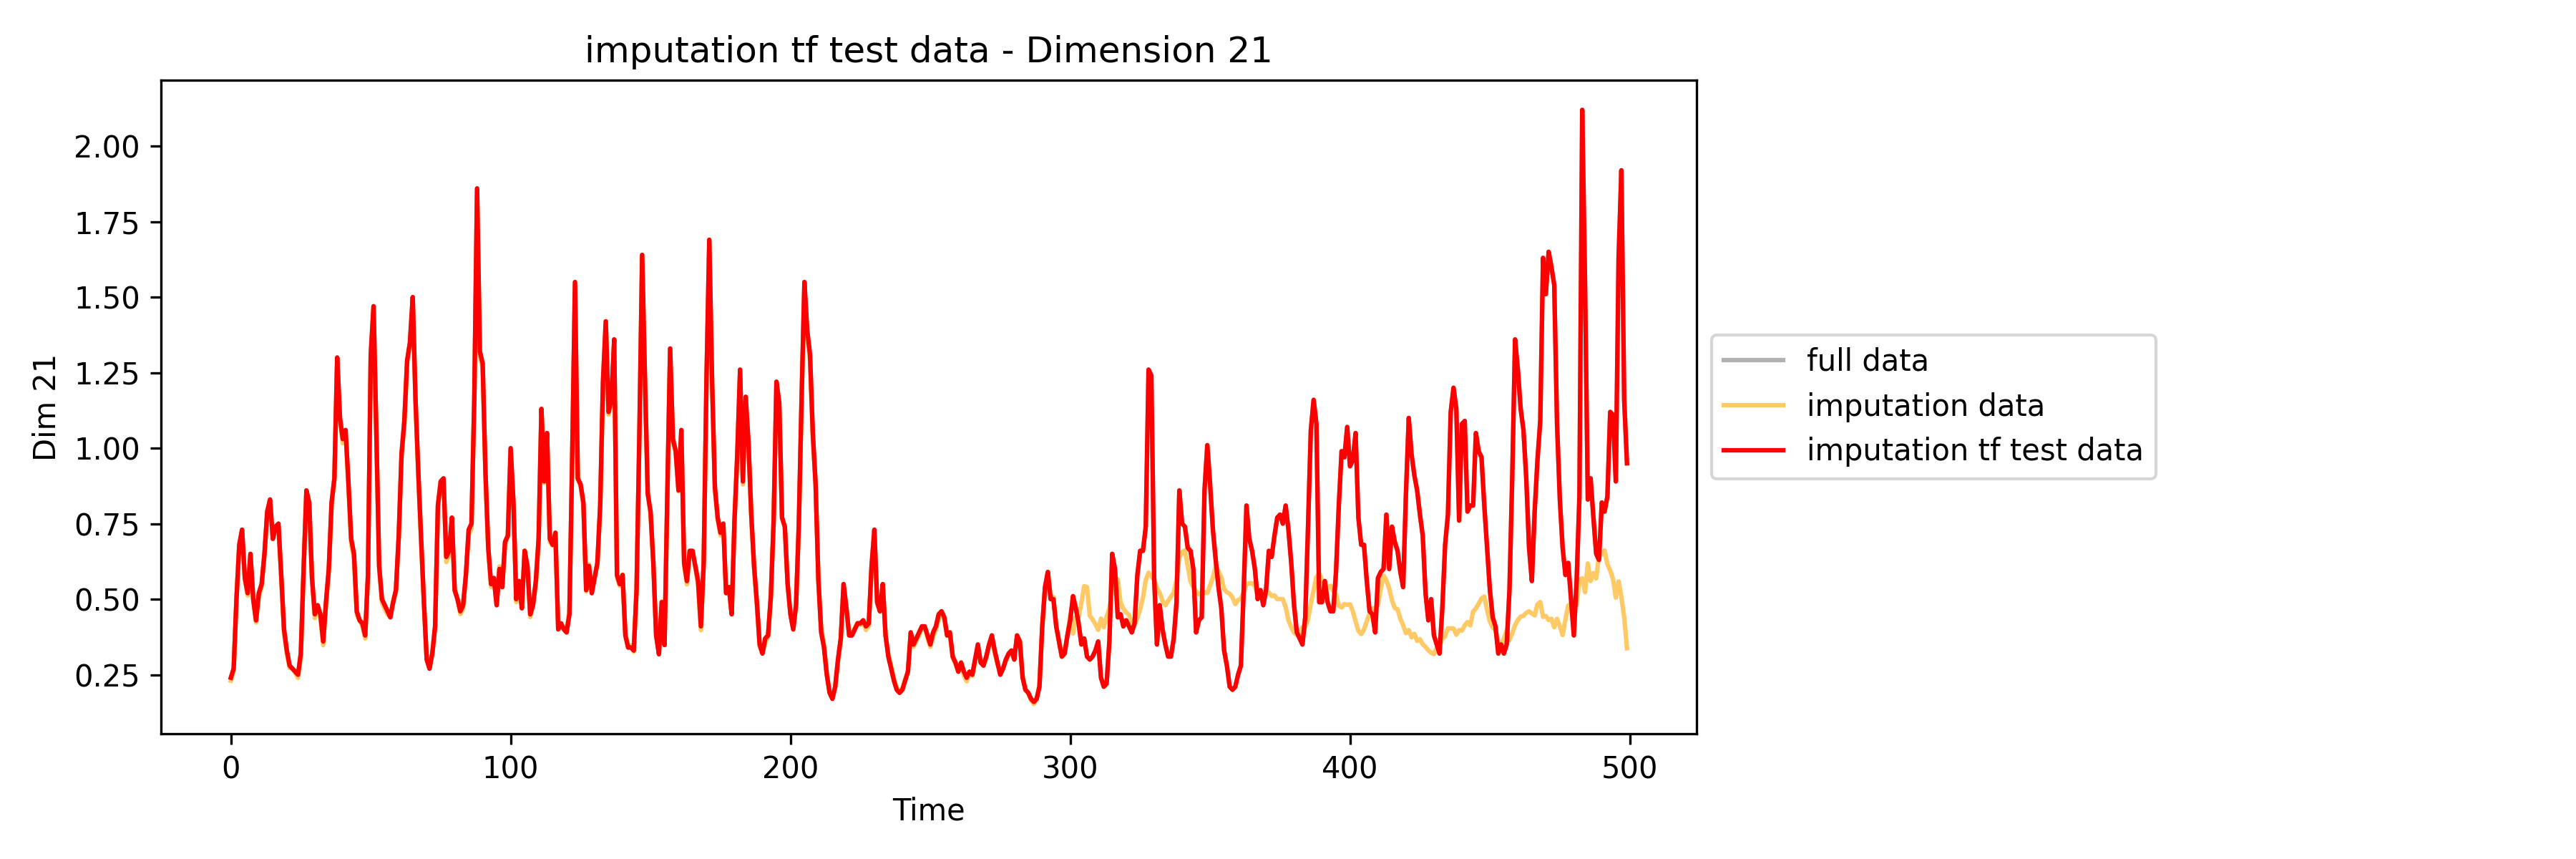 imputation tf test data - Dimension 21
Dim 21
2.00
1.75
1.50
1.25
1.00
0.75
0.50
0.25
0
100
200
300
400
500
Time
full data
imputation data
imputation tf test data